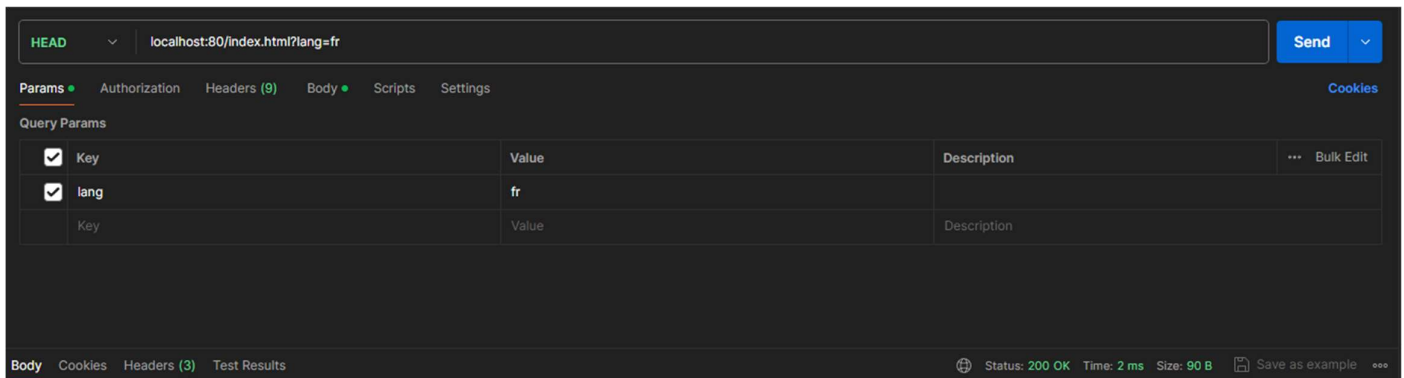 HEAD localhost:80/index.html?lang=fr Send
Params Authorization Headers (9) Body Scripts Settings Cookies
Query Params
Key Value Description Bulk Edit
lang fr
Key Value Description
Body Cookies Headers (3) Test Results Status: 200 OK Time: 2 ms Size: 90 B Save as example